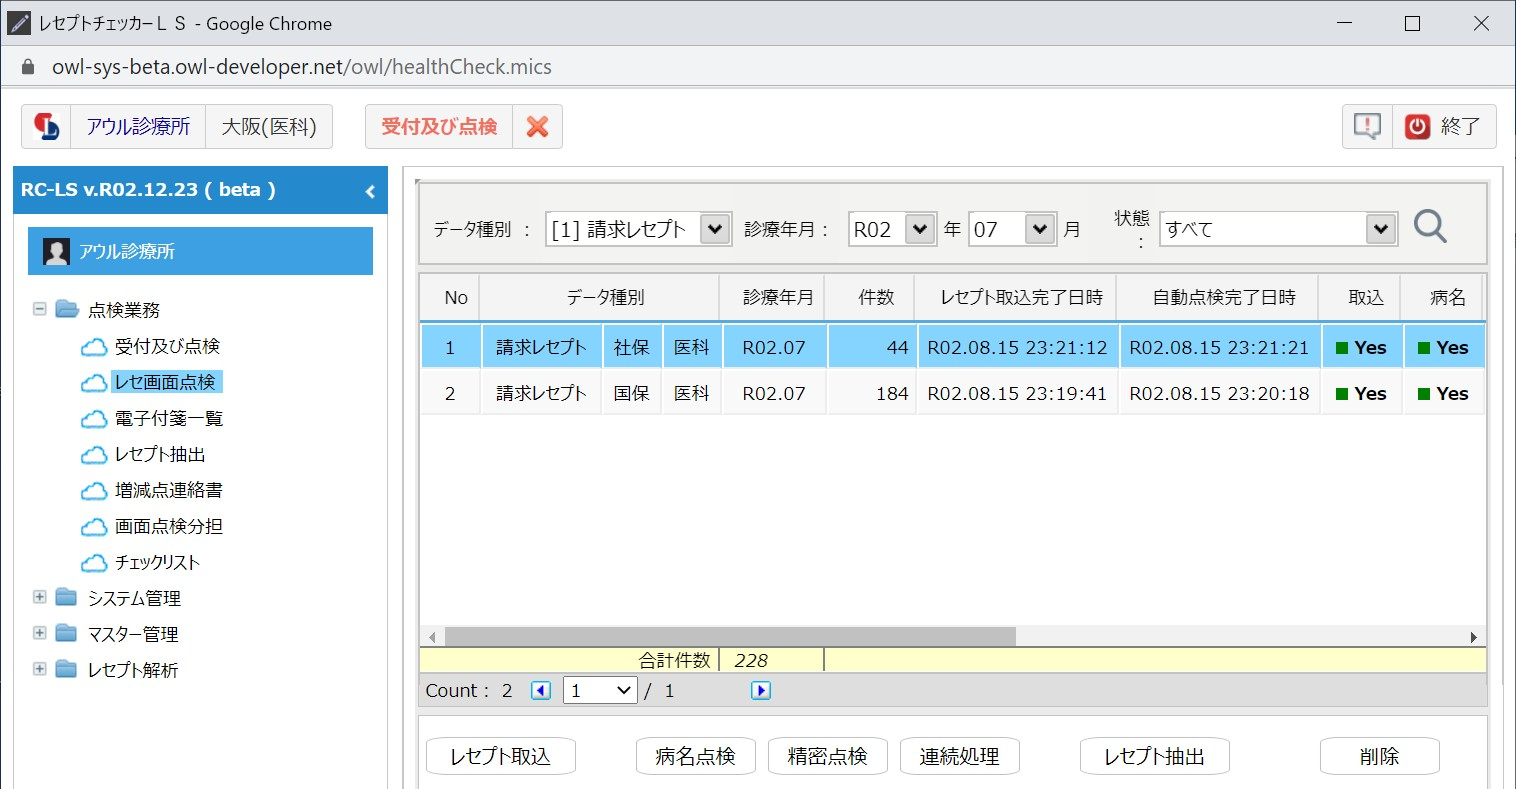 レセプトチェッカーＬＳ - Google Chrome
owl-sys-beta.owl-developer.net/owl/healthCheck.mics
アウル診療所 大阪(医科) 受付及び点検 終了
RC-LS v.R02.12.23 ( beta )
アウル診療所
点検業務
受付及び点検
レセ画面点検
電子付箋一覧
レセプト抽出
増減点連絡書
画面点検分担
チェックリスト
システム管理
マスター管理
レセプト解析
データ種別 : [1] 請求レセプト 診療年月 : R02 年 07 月 状態 : すべて
No データ種別 診療年月 件数 レセプト取込完了日時 自動点検完了日時 取込 病名
1 請求レセプト 社保 医科 R02.07 44 R02.08.15 23:21:12 R02.08.15 23:21:21 Yes Yes
2 請求レセプト 国保 医科 R02.07 184 R02.08.15 23:19:41 R02.08.15 23:20:18 Yes Yes
合計件数 228
Count : 2 1 / 1
レセプト取込 病名点検 精密点検 連続処理 レセプト抽出 削除